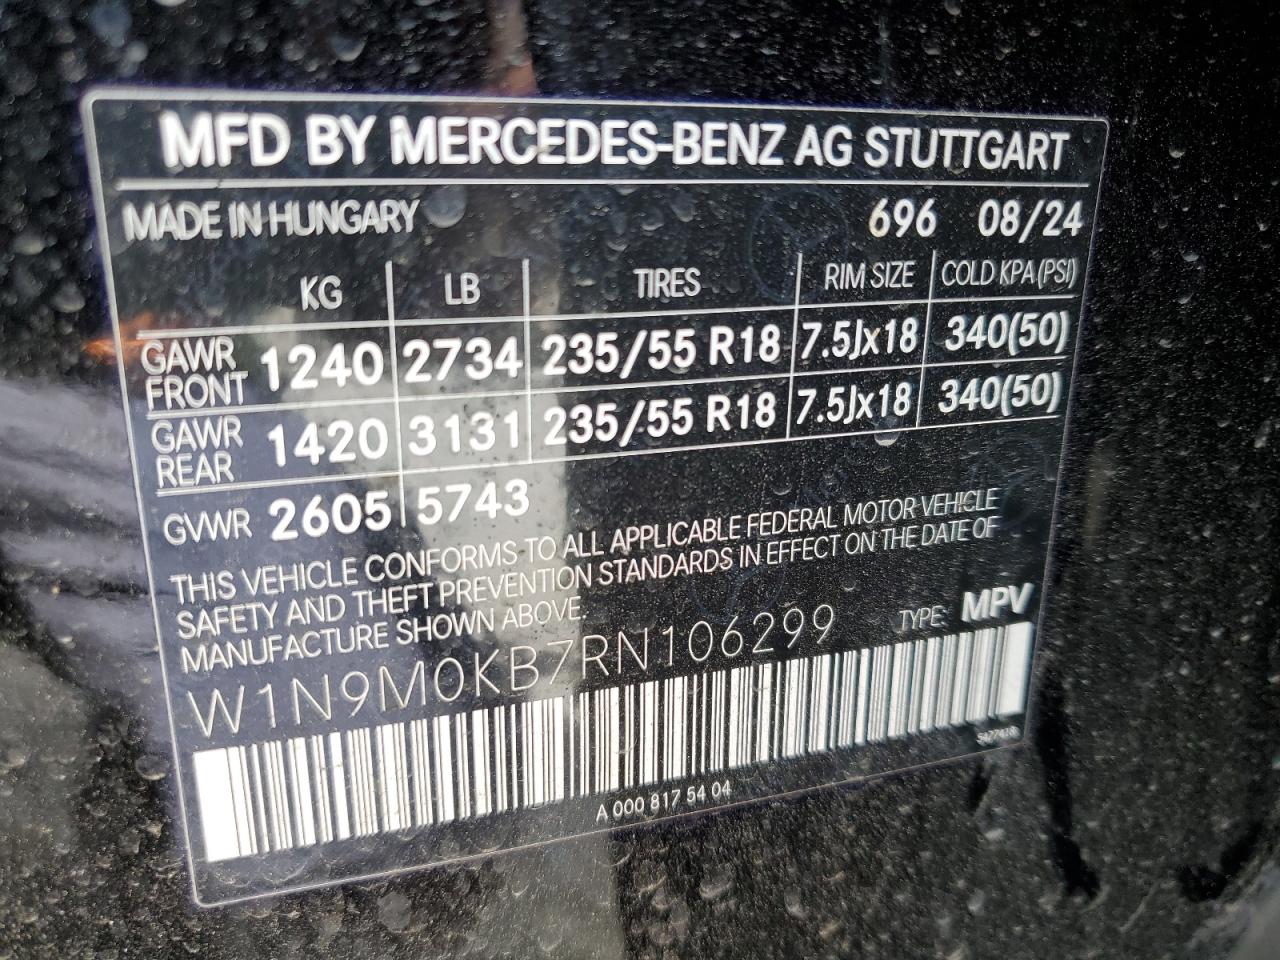 MFD BY MERCEDES-BENZ AG STUTTGART
MADE IN HUNGARY 696 08/24
KG LB TIRES RIM SIZE COLD KPA(PSI)
GAWR FRONT 1240 2734 235/55 R18 7.5Jx18 340(50)
GAWR REAR 1420 3131 235/55 R18 7.5Jx18 340(50)
GVWR 2605 5743
THIS VEHICLE CONFORMS TO ALL APPLICABLE FEDERAL MOTOR VEHICLE
SAFETY AND THEFT PREVENTION STANDARDS IN EFFECT ON THE DATE OF
MANUFACTURE SHOWN ABOVE.
W1N9M0KB7RN106299 TYPE: MPV
5477418
A 000 817 54 04